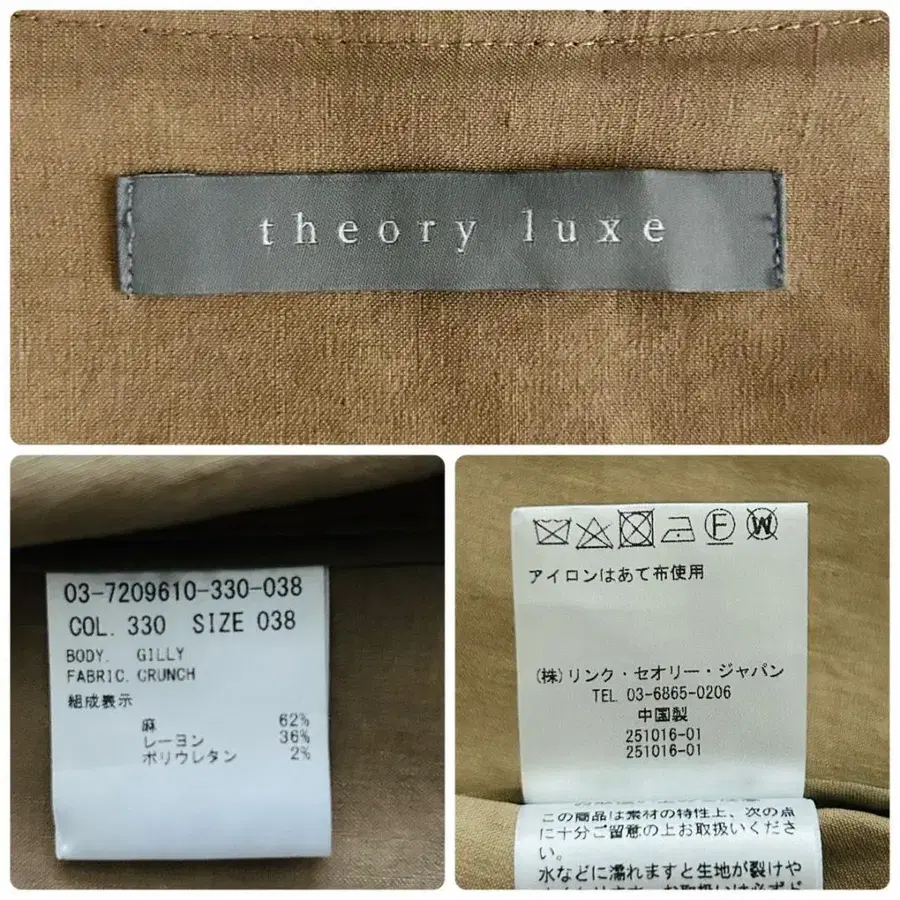 theory luxe
03-7209610-330-038
COL. 330 SIZE 038
BODY. GILLY
FABRIC. CRUNCH
組成表示
麻 62%
レーヨン 36%
ポリウレタン 2%
F W
アイロンはあて布使用
(株)リンク・セオリー・ジャパン
TEL 03-6865-0206
中国製
251016-01
251016-01
この商品は素材の特性上、次の点
に十分ご留意の上お取扱いくださ
い。
水などに濡れますと生地が裂けや